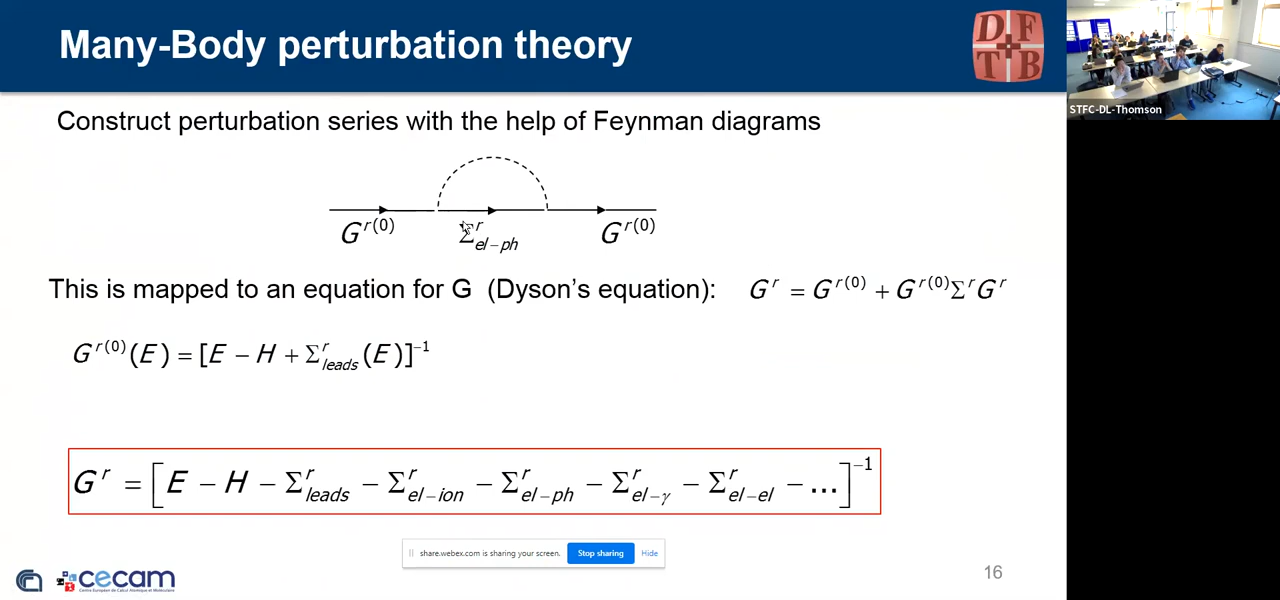 Many-Body perturbation theory
D F
T B
STFC-DL-Thomson
Construct perturbation series with the help of Feynman diagrams
G^{r(0)} Σ^r_{el-ph} G^{r(0)}
This is mapped to an equation for G (Dyson's equation): G^r = G^{r(0)} + G^{r(0)}Σ^rG^r
G^{r(0)}(E) = [E − H + Σ^r_{leads}(E)]^{-1}
G^r = [E − H − Σ^r_{leads} − Σ^r_{el-ion} − Σ^r_{el-ph} − Σ^r_{el-γ} − Σ^r_{el-el} − ...]^{-1}
share.webex.com is sharing your screen. Stop sharing Hide
cecam
Centre Européen de Calcul Atomique et Moléculaire
16